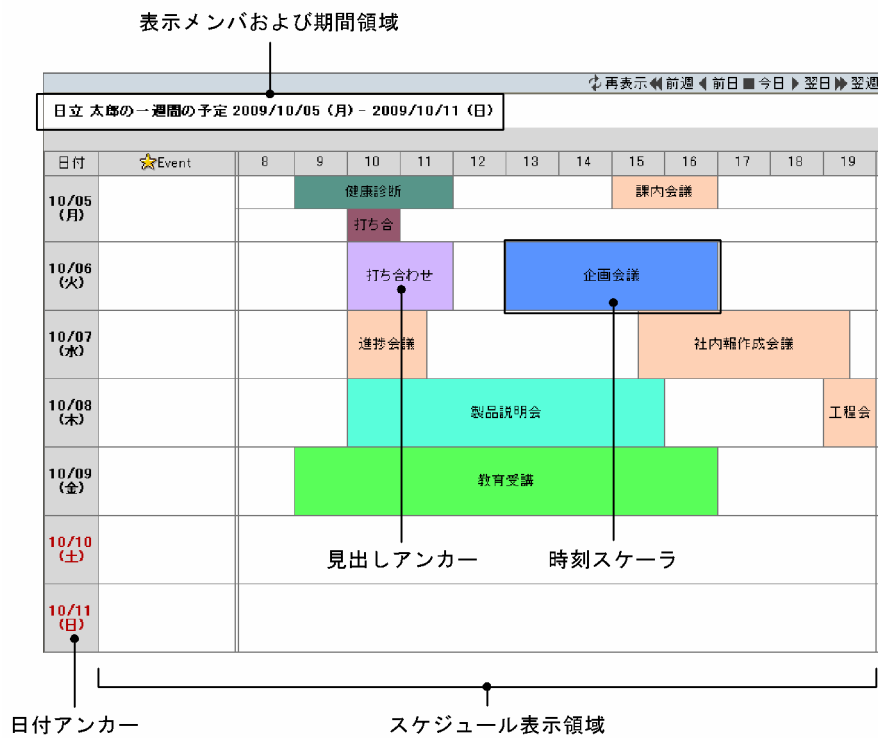 表示メンバおよび期間領域
再表示 前週 前日 今日 翌日 翌週
日立 太郎の一週間の予定 2009/10/05 (月) - 2009/10/11 (日)
日付 Event 8 9 10 11 12 13 14 15 16 17 18 19
10/05
(月)
健康診断 課内会議
打ち合
10/06
(火)
打ち合わせ 企画会議
10/07
(水)
進捗会議 社内報作成会議
10/08
(木)
製品説明会 工程会
10/09
(金)
教育受講
10/10
(土)
見出しアンカー 時刻スケーラ
10/11
(日)
日付アンカー スケジュール表示領域